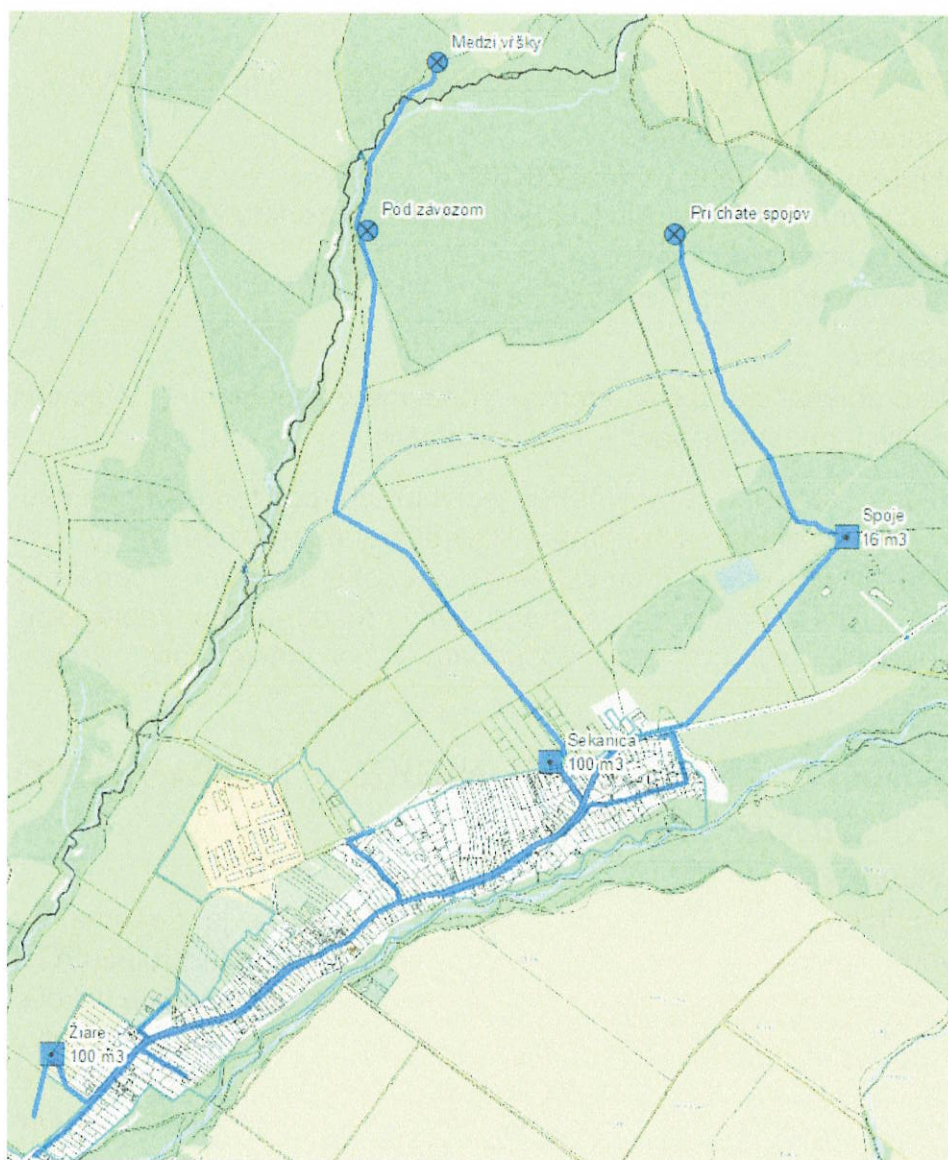 Medzi vŕšky
Pod závozom
Pri chate spojov
Spoje
16 m3
Sekanica
100 m3
Žiare
100 m3